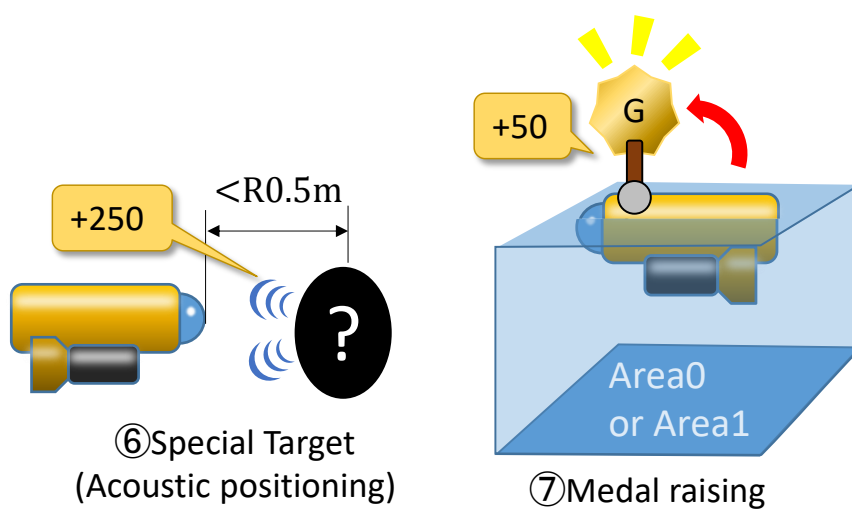 +250
<R0.5m
?
⑥Special Target
(Acoustic positioning)
+50
G
Area0
or Area1
⑦Medal raising